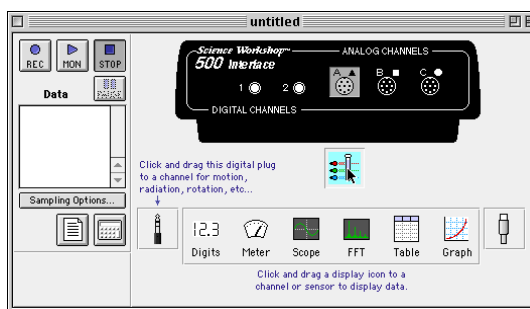 untitled
REC MON STOP
Data
Sampling Options...
Science Workshop™
500 Interface
ANALOG CHANNELS
1 2 A B C
DIGITAL CHANNELS
Click and drag this digital plug
to a channel for motion,
radiation, rotation, etc...
12.3
Digits Meter Scope FFT Table Graph
Click and drag a display icon to a
channel or sensor to display data.